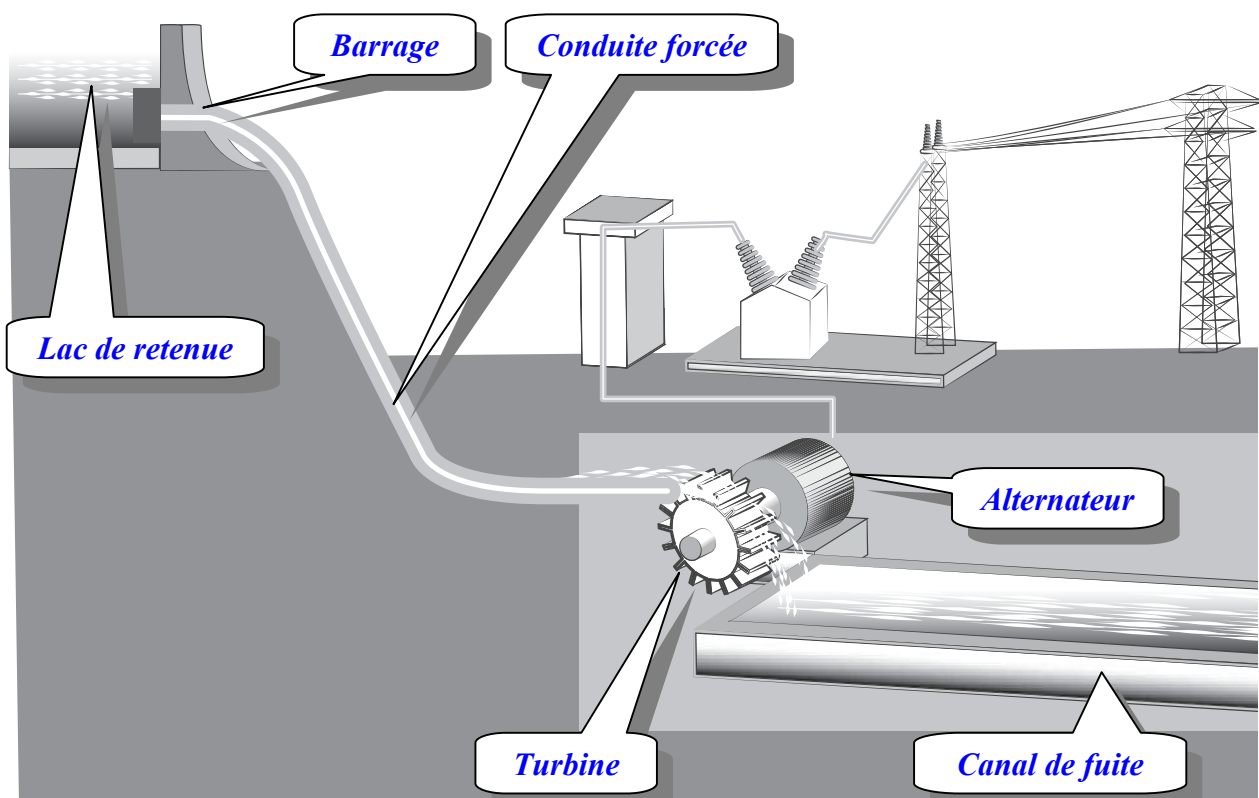 Barrage
Conduite forcée
Lac de retenue
Alternateur
Turbine
Canal de fuite